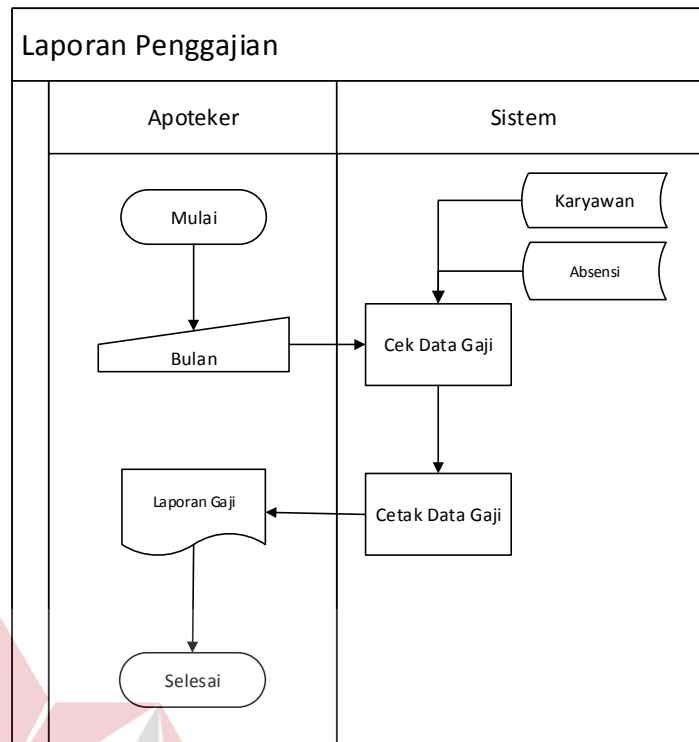 Laporan Penggajian
Apoteker
Sistem
Mulai
Karyawan
Absensi
Bulan
Cek Data Gaji
Laporan Gaji
Cetak Data Gaji
Selesai